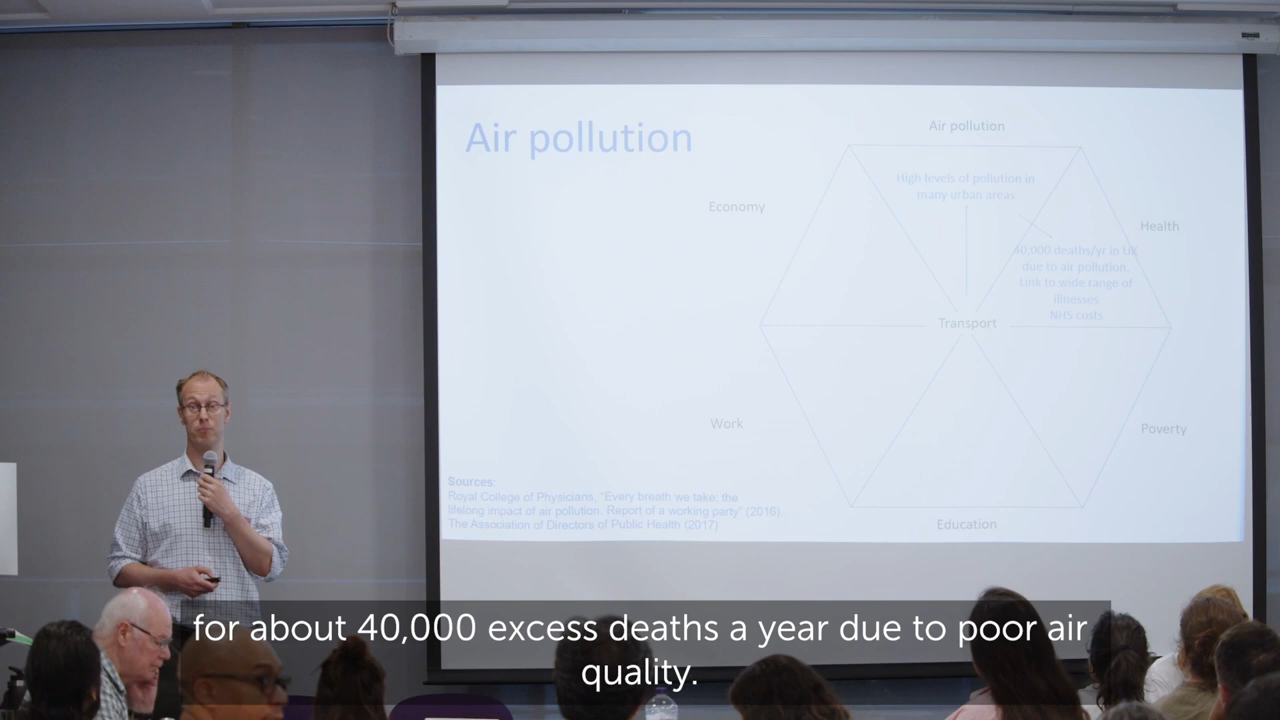 Air pollution
Air pollution
High levels of pollution in
many urban areas
Economy
Health
40,000 deaths/yr in UK
due to air pollution.
Link to wide range of
illnesses
NHS costs
Transport
Work
Poverty
Sources:
Royal College of Physicians, "Every breath we take: the
lifelong impact of air pollution. Report of a working party" (2016).
The Association of Directors of Public Health (2017)
Education
for about 40,000 excess deaths a year due to poor air
quality.